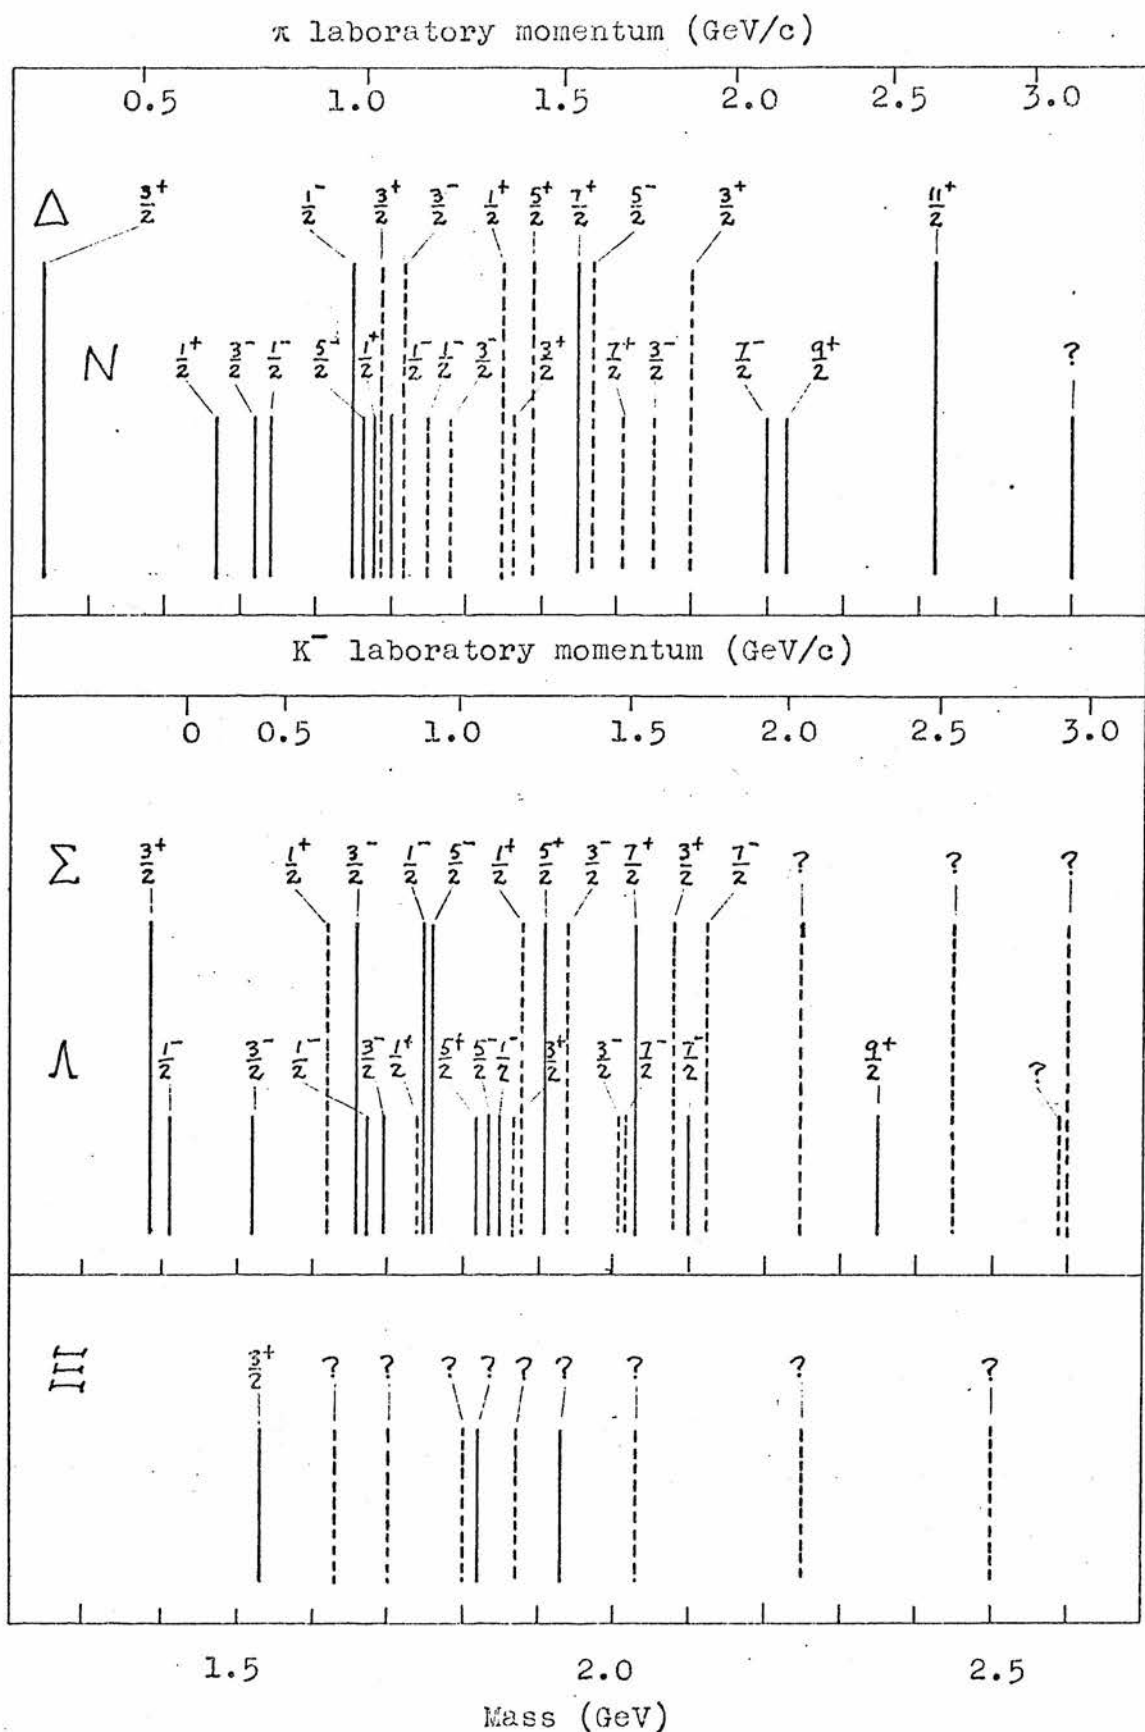 π laboratory momentum (GeV/c)
0.5 1.0 1.5 2.0 2.5 3.0
Δ 3/2⁺ 1/2⁻ 3/2⁺ 3/2⁻ 1/2⁺ 5/2⁺ 7/2⁺ 5/2⁻ 3/2⁺ 11/2⁺
N 1/2⁺ 3/2⁻ 1/2⁻ 5/2± 1/2⁺ 1/2⁻ 1/2⁻ 3/2⁻ 3/2⁺ 7/2⁺ 3/2⁻ 7/2⁻ 9/2⁺ ?
K⁻ laboratory momentum (GeV/c)
0 0.5 1.0 1.5 2.0 2.5 3.0
Σ 3/2⁺ 1/2⁺ 3/2⁻ 1/2⁻ 5/2⁻ 1/2⁺ 5/2⁺ 3/2⁻ 7/2⁺ 3/2⁺ 7/2⁻ ? ? ?
Λ 1/2⁻ 3/2⁻ 1/2⁻ 3/2⁻ 1/2⁺ 5/2⁺ 5/2⁻ 1/2⁻ 3/2⁺ 3/2⁻ 7/2⁻ 7/2⁻ 9/2⁺ ?
Ξ 3/2⁺ ? ? ? ? ? ? ? ? ?
1.5 2.0 2.5
Mass (GeV)